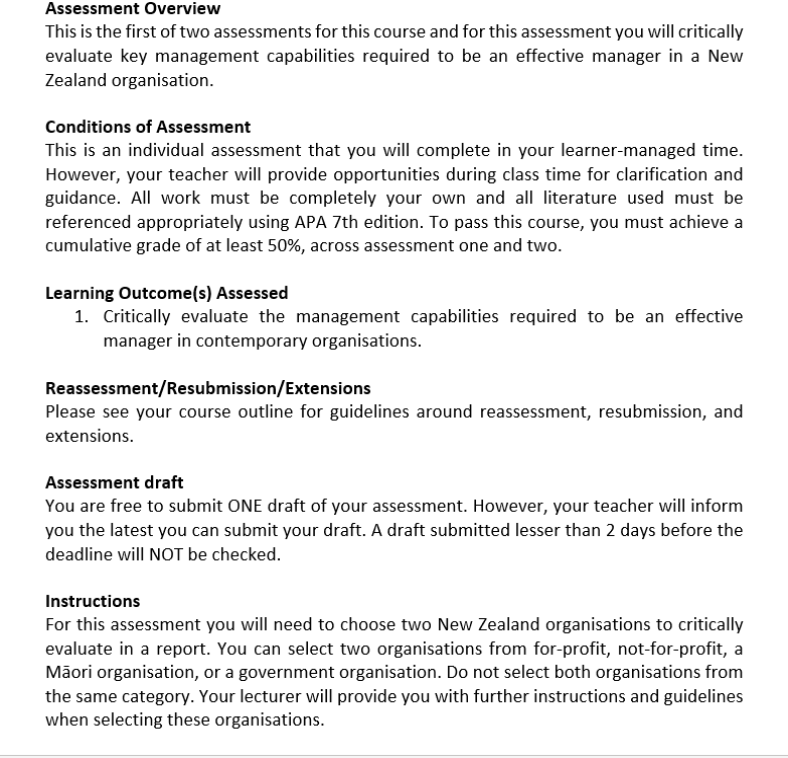 Assessment Overview
This is the first of two assessments for this course and for this assessment you will critically
evaluate key management capabilities required to be an effective manager in a New
Zealand organisation.
Conditions of Assessment
This is an individual assessment that you will complete in your learner-managed time.
However, your teacher will provide opportunities during class time for clarification and
guidance. All work must be completely your own and all literature used must be
referenced appropriately using APA 7th edition. To pass this course, you must achieve a
cumulative grade of at least 50%, across assessment one and two.
Learning Outcome(s) Assessed
1. Critically evaluate the management capabilities required to be an effective
manager in contemporary organisations.
Reassessment/Resubmission/Extensions
Please see your course outline for guidelines around reassessment, resubmission, and
extensions.
Assessment draft
You are free to submit ONE draft of your assessment. However, your teacher will inform
you the latest you can submit your draft. A draft submitted lesser than 2 days before the
deadline will NOT be checked.
Instructions
For this assessment you will need to choose two New Zealand organisations to critically
evaluate in a report. You can select two organisations from for-profit, not-for-profit, a
Māori organisation, or a government organisation. Do not select both organisations from
the same category. Your lecturer will provide you with further instructions and guidelines
when selecting these organisations.